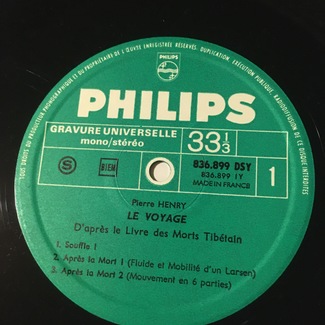 TOUS DROITS DU PRODUCTEUR PHONOGRAPHIQUE ET DU PROPRIÉTAIRE DE L'ŒUVRE ENREGISTRÉE RÉSERVÉS. DUPLICATION, EXÉCUTION PUBLIQUE, RADIODIFFUSION DE CE DISQUE INTERDITES
PHILIPS
PHILIPS
GRAVURE UNIVERSELLE
mono/stéréo
33 1/3
836.899 DSY
836.899 1Y
MADE IN FRANCE
1
S
BIEM
Pierre HENRY
LE VOYAGE
D'après le Livre des Morts Tibétain
1. Souffle 1
2. Après la Mort 1 (Fluide et Mobilité d'un Larsen)
3. Après la Mort 2 (Mouvement en 6 parties)